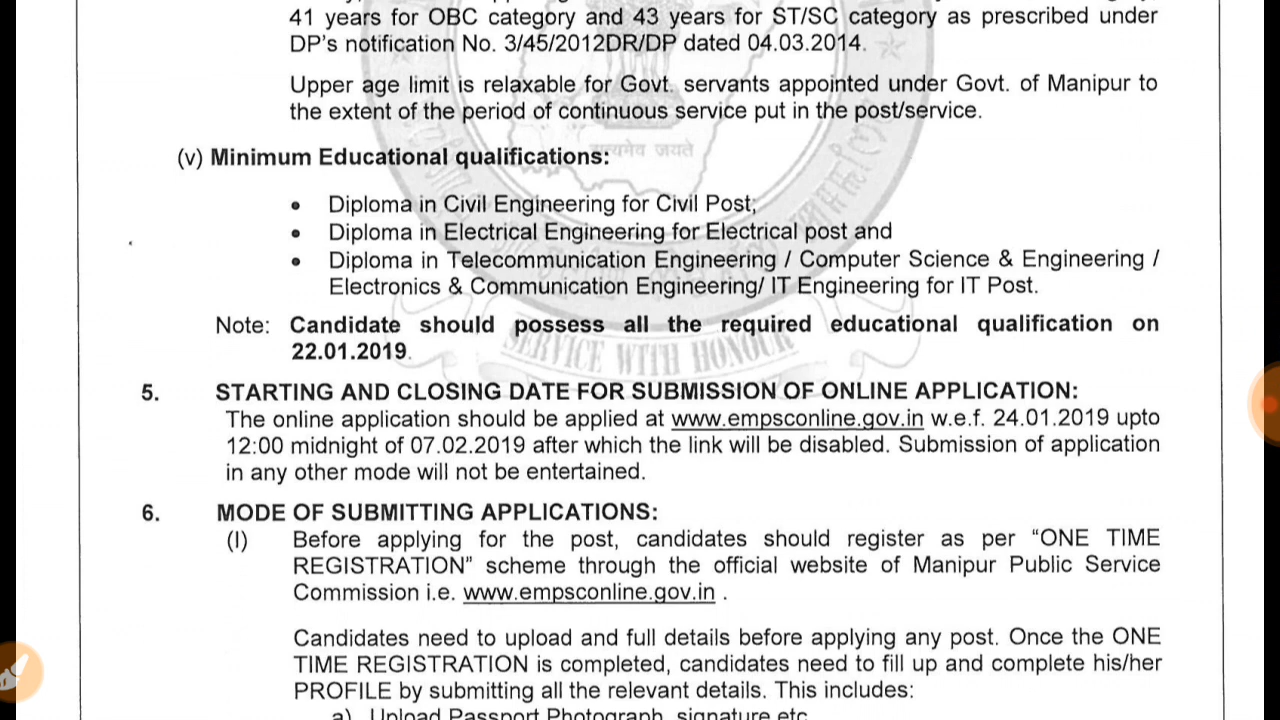 41 years for OBC category and 43 years for ST/SC category as prescribed under
DP's notification No. 3/45/2012DR/DP dated 04.03.2014.
Upper age limit is relaxable for Govt. servants appointed under Govt. of Manipur to
the extent of the period of continuous service put in the post/service.
सत्यमेव जयते
(v) Minimum Educational qualifications:
• Diploma in Civil Engineering for Civil Post;
• Diploma in Electrical Engineering for Electrical post and
• Diploma in Telecommunication Engineering / Computer Science & Engineering /
Electronics & Communication Engineering/ IT Engineering for IT Post.
Note: Candidate should possess all the required educational qualification on
22.01.2019.
SERVICE WITH HONOUR
5. STARTING AND CLOSING DATE FOR SUBMISSION OF ONLINE APPLICATION:
The online application should be applied at www.empsconline.gov.in w.e.f. 24.01.2019 upto
12:00 midnight of 07.02.2019 after which the link will be disabled. Submission of application
in any other mode will not be entertained.
6. MODE OF SUBMITTING APPLICATIONS:
(I) Before applying for the post, candidates should register as per “ONE TIME
REGISTRATION” scheme through the official website of Manipur Public Service
Commission i.e. www.empsconline.gov.in .
Candidates need to upload and full details before applying any post. Once the ONE
TIME REGISTRATION is completed, candidates need to fill up and complete his/her
PROFILE by submitting all the relevant details. This includes:
a) Upload Passport Photograph, signature etc